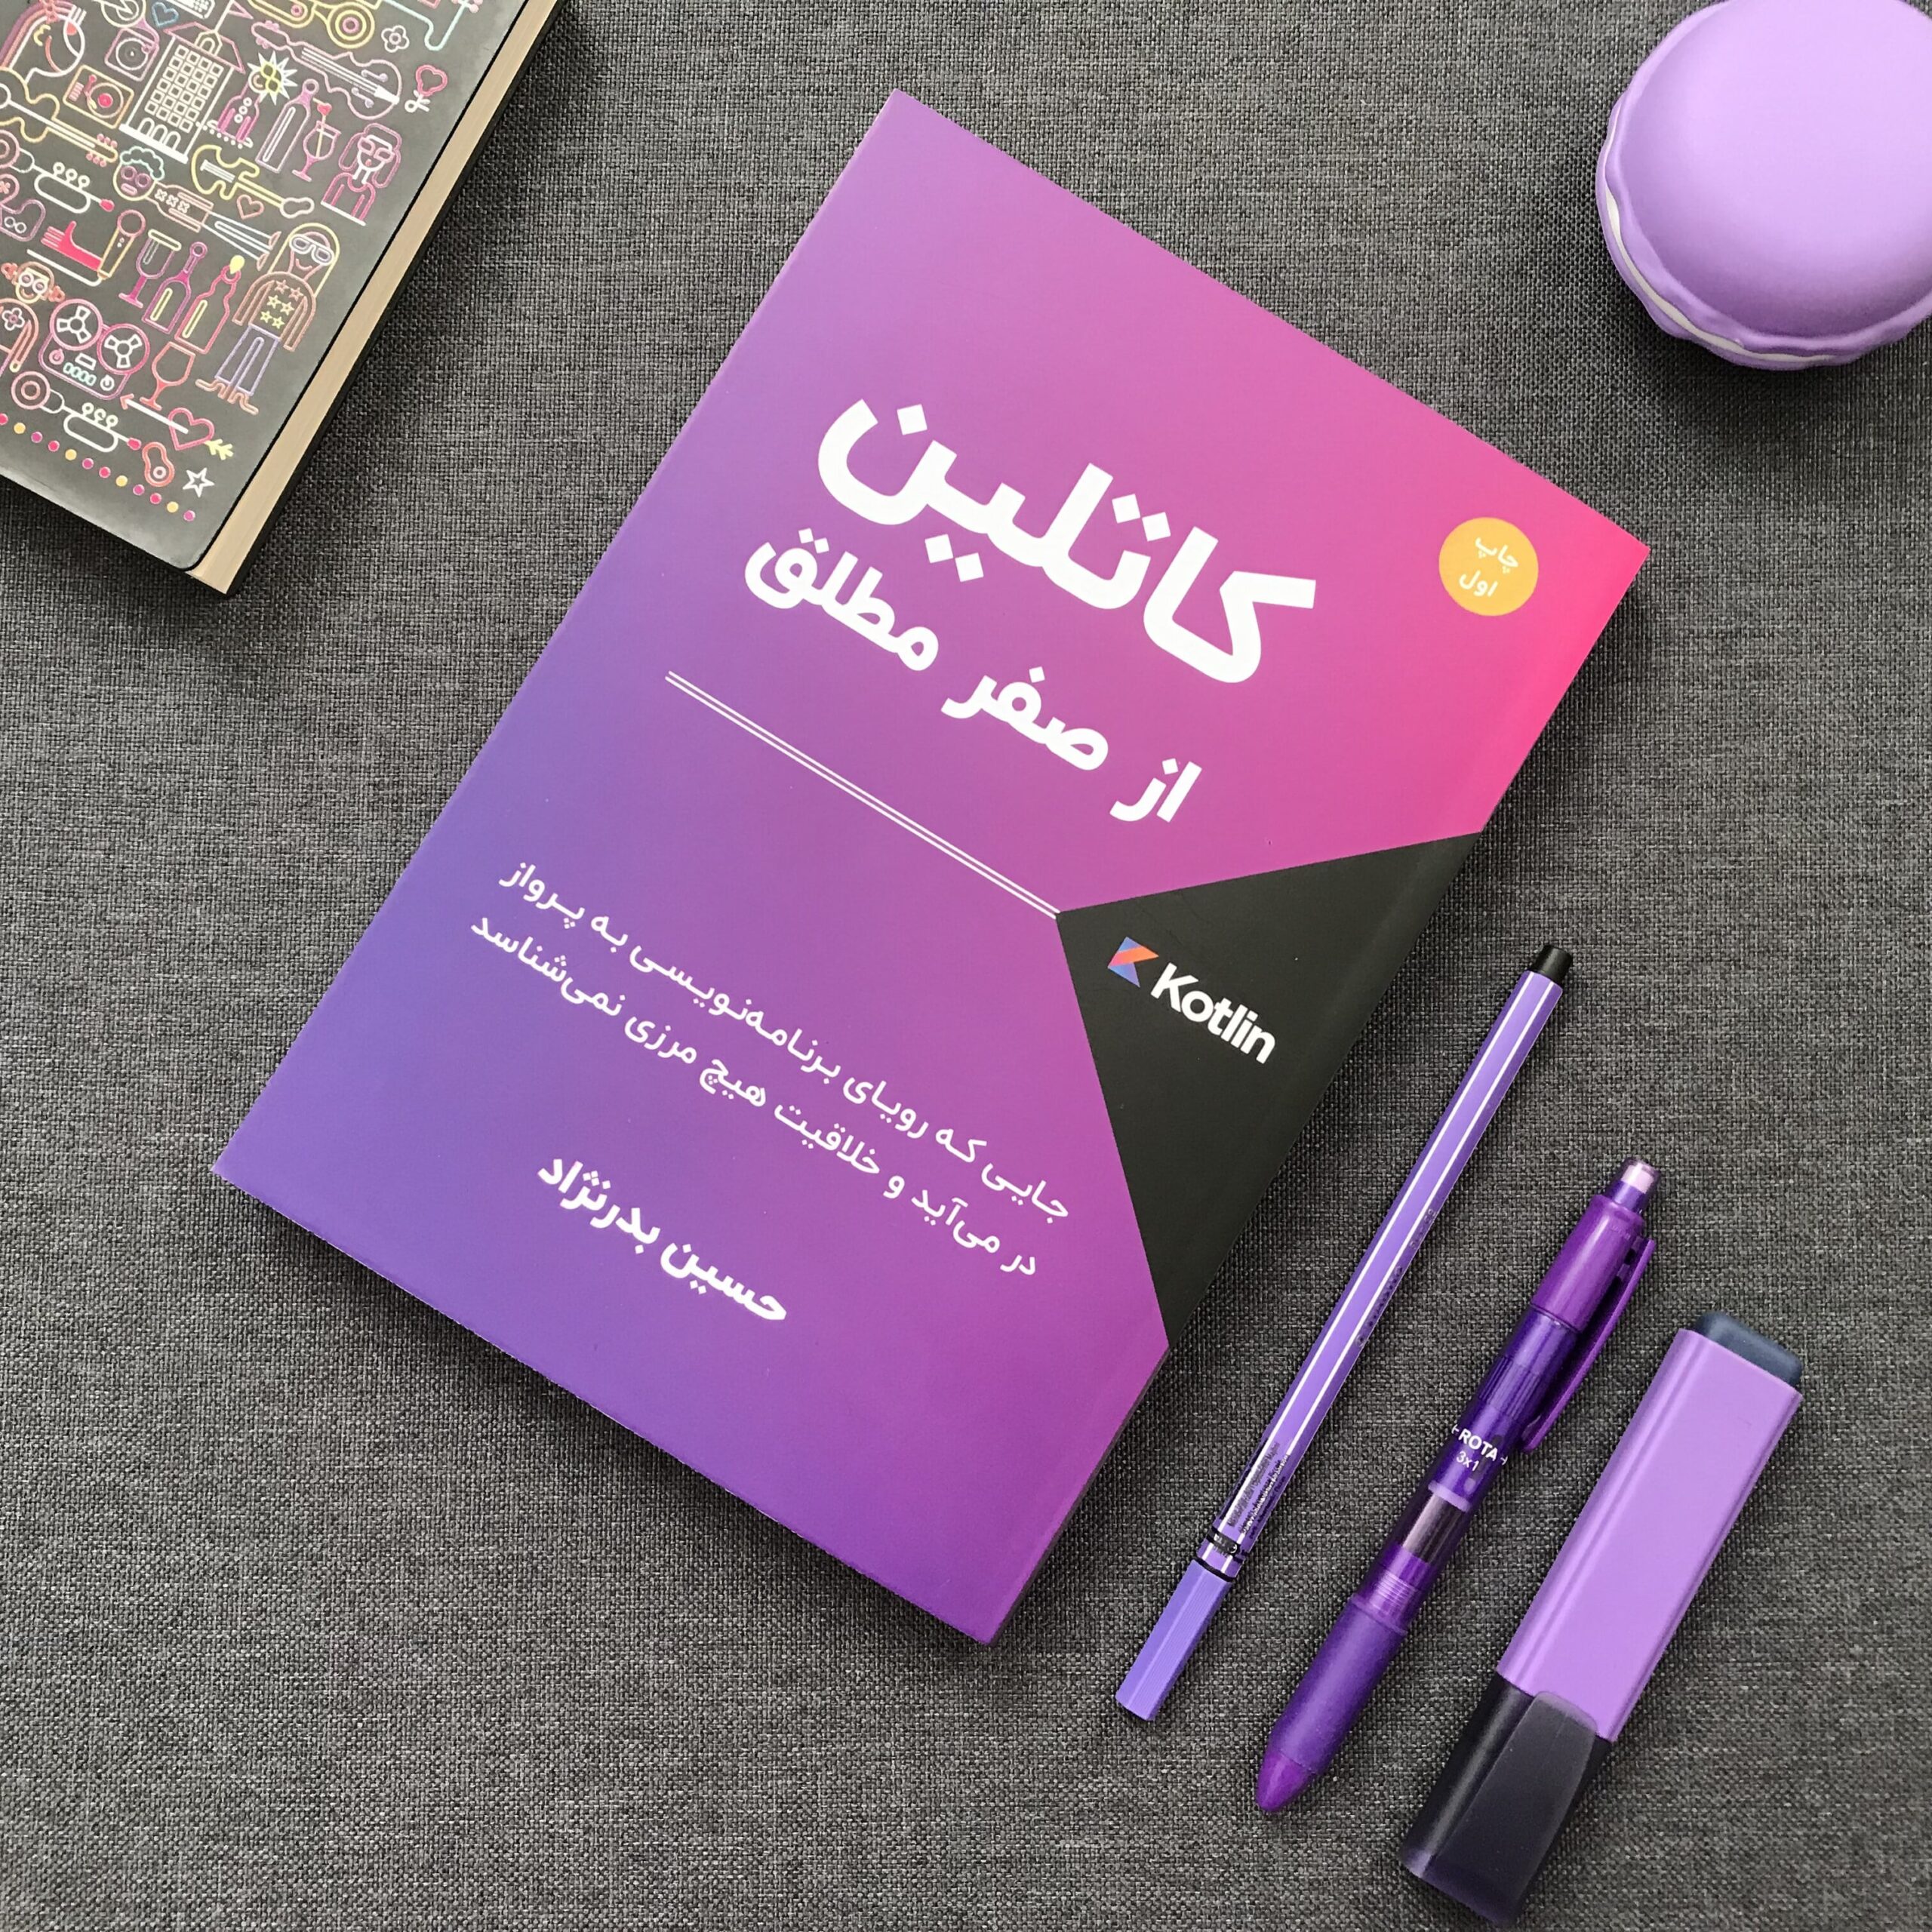 کاتلین
از صفر مطلق
چاپ
اول
Kotlin
جایی که رویای برنامه‌نویسی به پرواز
در می‌آید و خلاقیت هیچ مرزی نمی‌شناسد
حسین بدرنژاد
ROTA
3x1